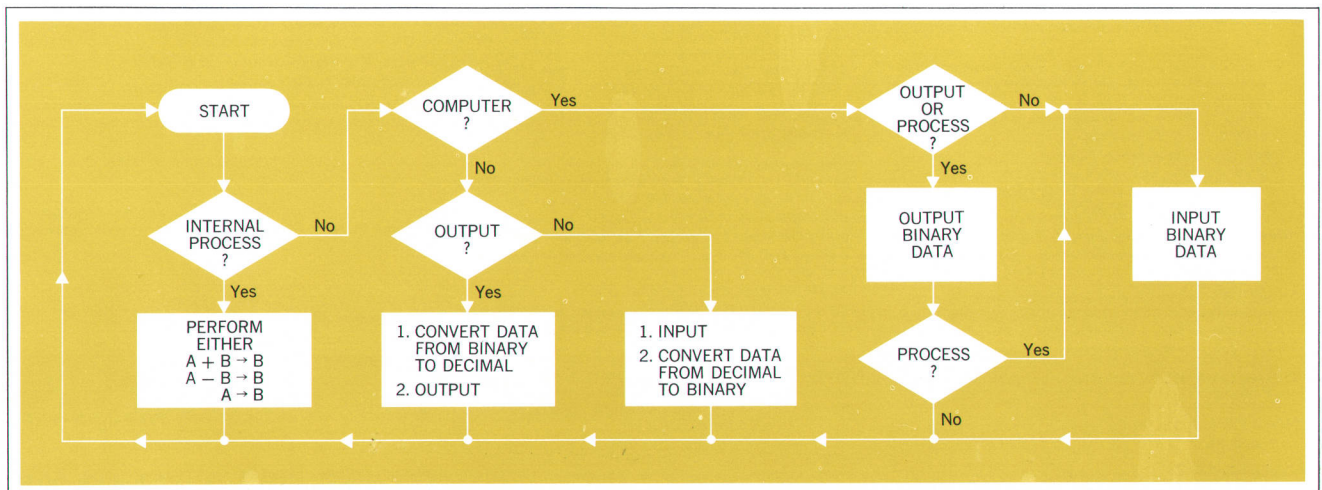 START
INTERNAL
PROCESS
?
No
Yes
PERFORM
EITHER
A + B → B
A − B → B
A → B
COMPUTER
?
Yes
No
OUTPUT
?
No
Yes
1. CONVERT DATA
FROM BINARY
TO DECIMAL
2. OUTPUT
1. INPUT
2. CONVERT DATA
FROM DECIMAL
TO BINARY
OUTPUT
OR
PROCESS
?
No
Yes
OUTPUT
BINARY
DATA
PROCESS
?
Yes
No
INPUT
BINARY
DATA